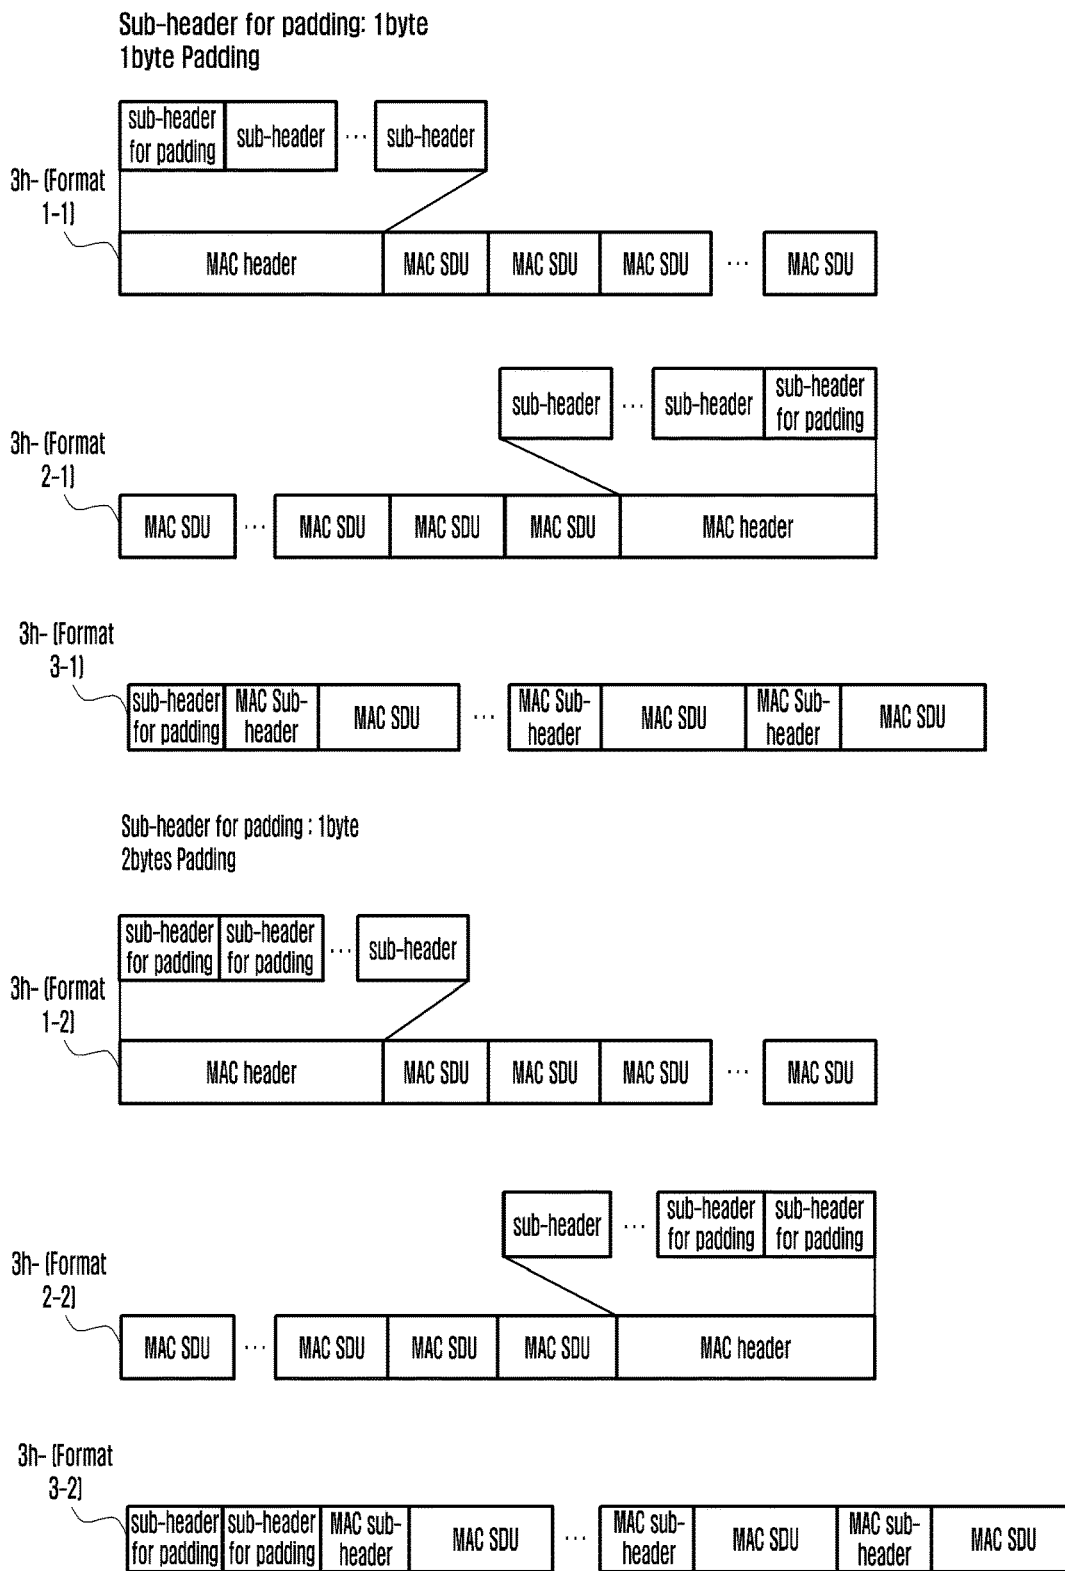 Sub-header for padding: 1byte
1byte Padding
sub-header
for padding
sub-header
...
sub-header
3h- (Format
1-1)
MAC header
MAC SDU
MAC SDU
MAC SDU
...
MAC SDU
sub-header
...
sub-header
sub-header
for padding
3h- (Format
2-1)
MAC SDU
...
MAC SDU
MAC SDU
MAC SDU
MAC header
3h- (Format
3-1)
sub-header
for padding
MAC Sub-
header
MAC SDU
...
MAC Sub-
header
MAC SDU
MAC Sub-
header
MAC SDU
Sub-header for padding : 1byte
2bytes Padding
sub-header
for padding
sub-header
for padding
...
sub-header
3h- (Format
1-2)
MAC header
MAC SDU
MAC SDU
MAC SDU
...
MAC SDU
sub-header
...
sub-header
for padding
sub-header
for padding
3h- (Format
2-2)
MAC SDU
...
MAC SDU
MAC SDU
MAC SDU
MAC header
3h- (Format
3-2)
sub-header
for padding
sub-header
for padding
MAC sub-
header
MAC SDU
...
MAC sub-
header
MAC SDU
MAC sub-
header
MAC SDU